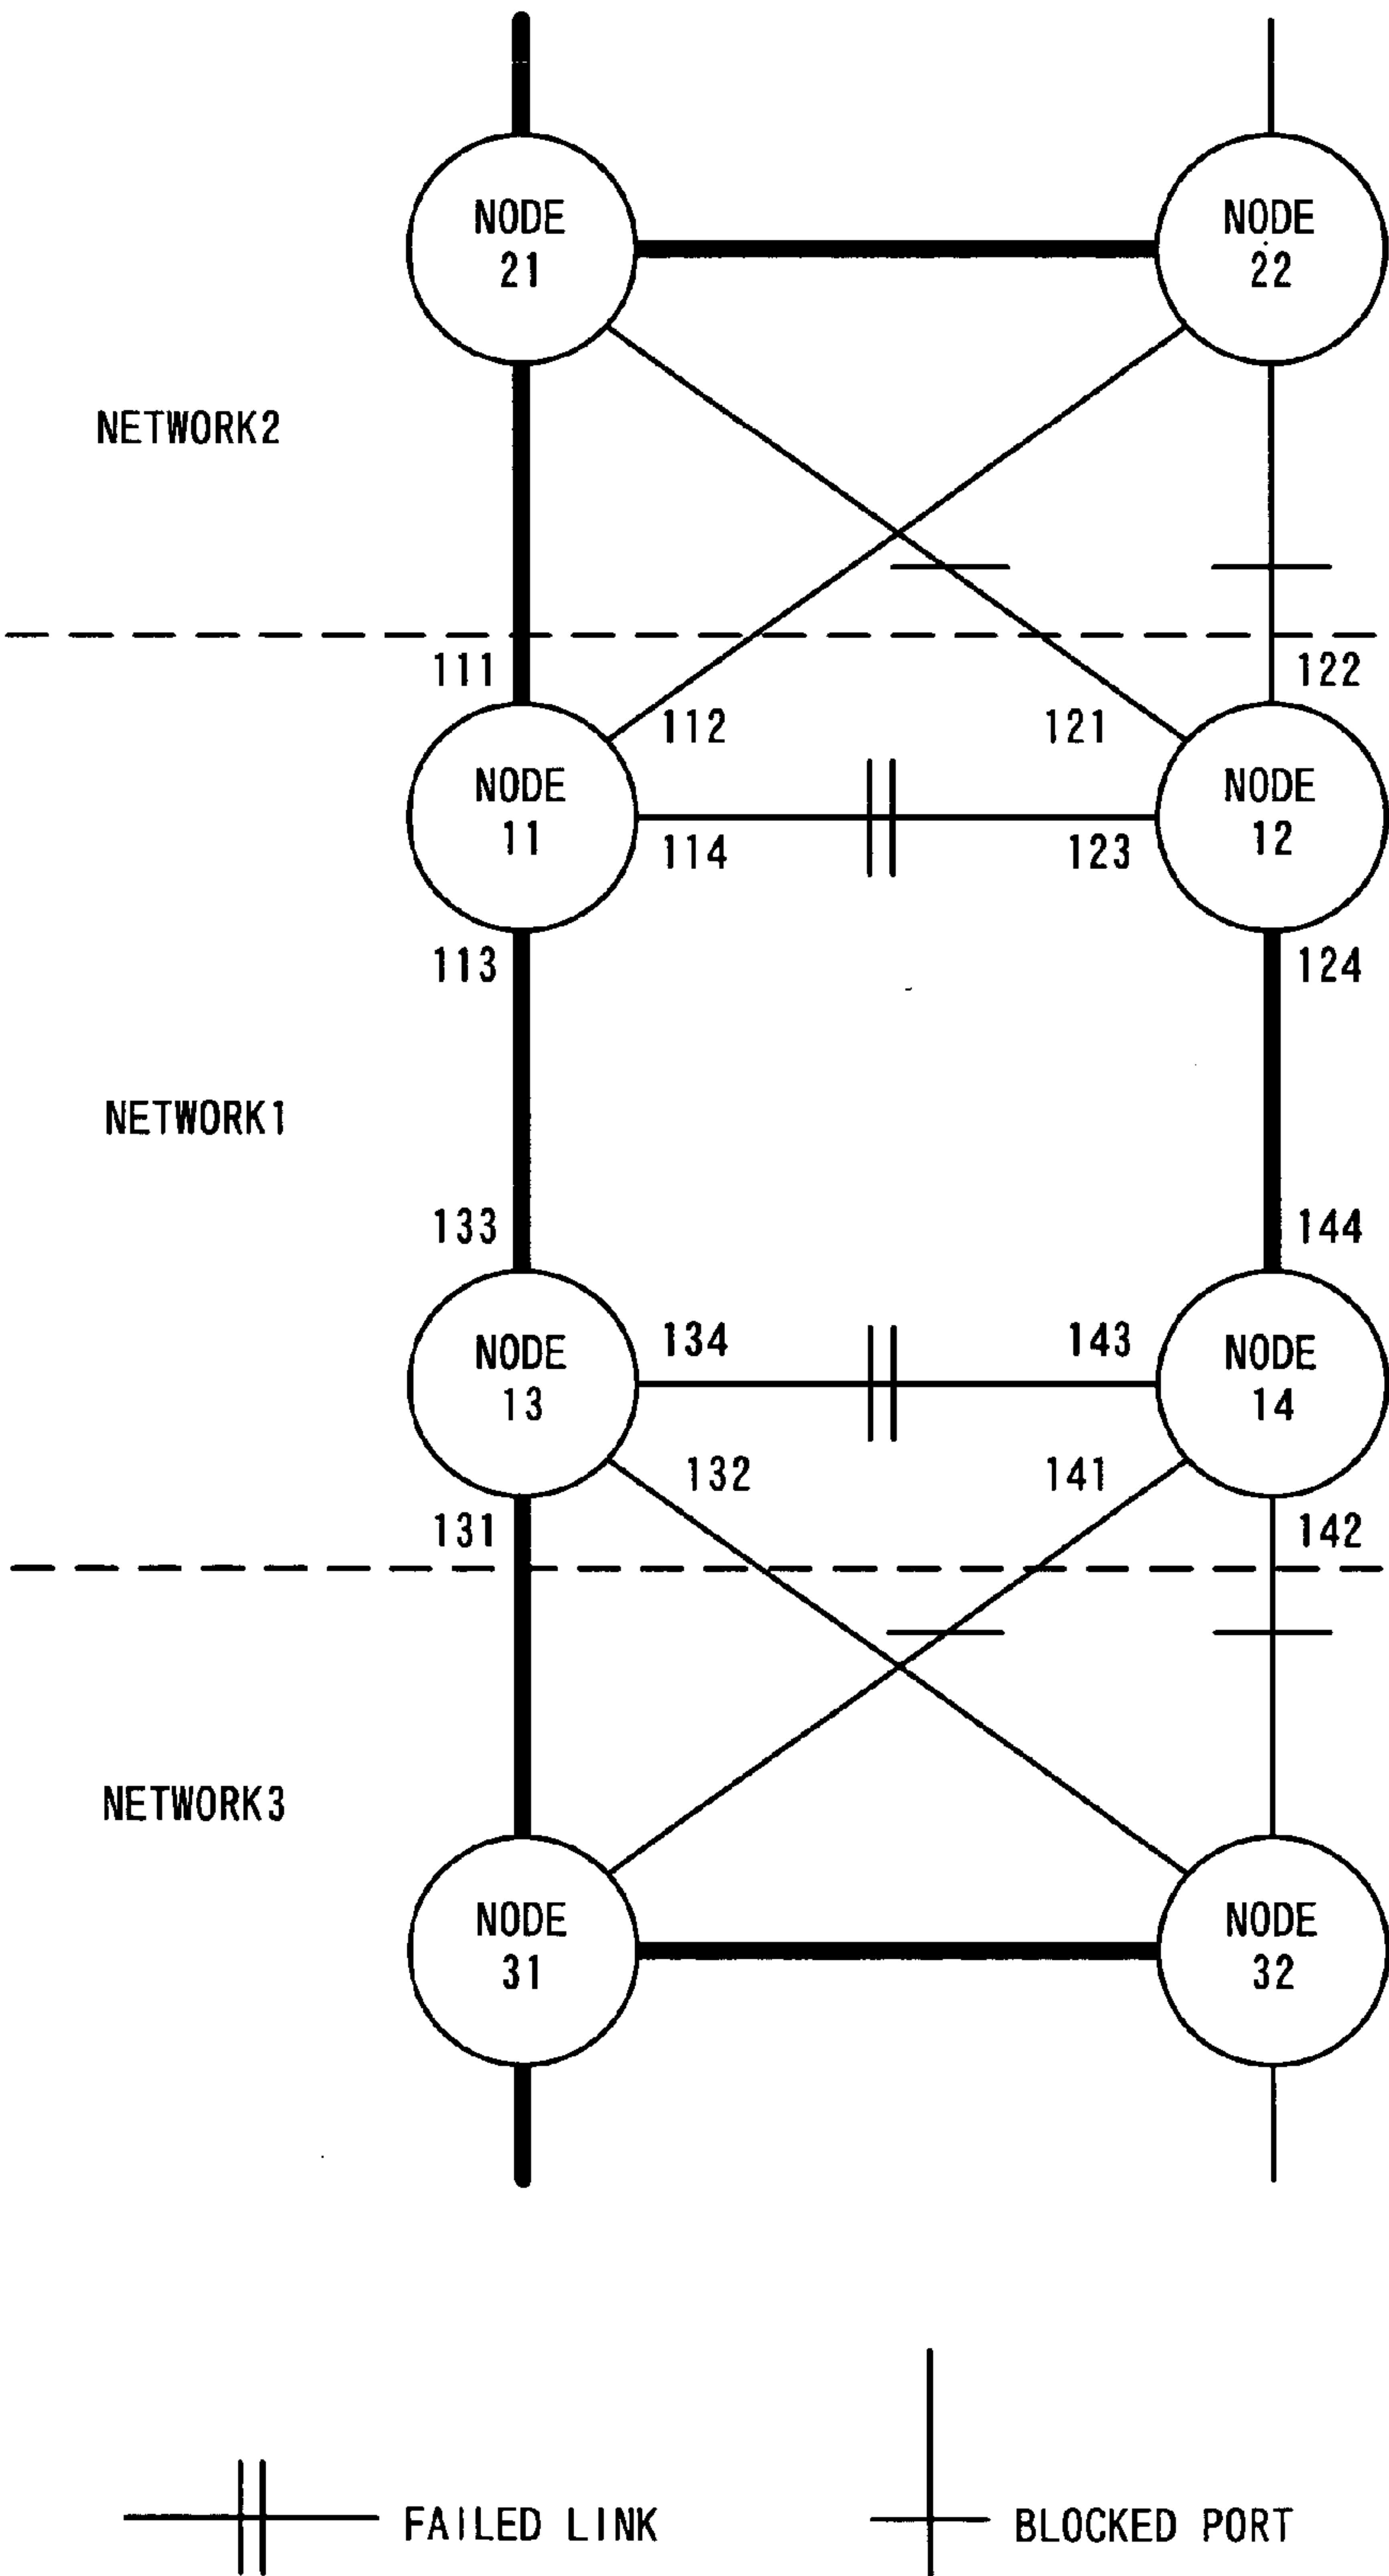 NODE
21
NODE
22
NETWORK2
111
122
112
121
NODE
11
NODE
12
114
123
113
124
NETWORK1
133
144
134
143
NODE
13
NODE
14
132
141
131
142
NETWORK3
NODE
31
NODE
32
FAILED LINK
BLOCKED PORT